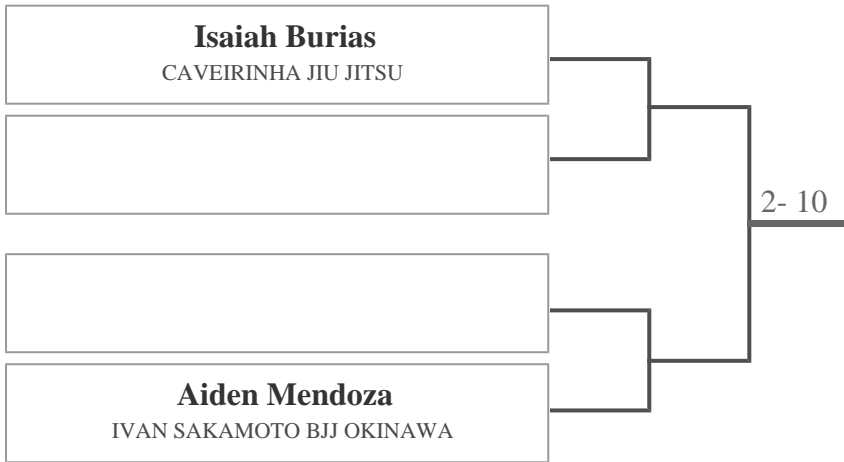 Isaiah Burias
CAVEIRINHA JIU JITSU
2- 10
Aiden Mendoza
IVAN SAKAMOTO BJJ OKINAWA